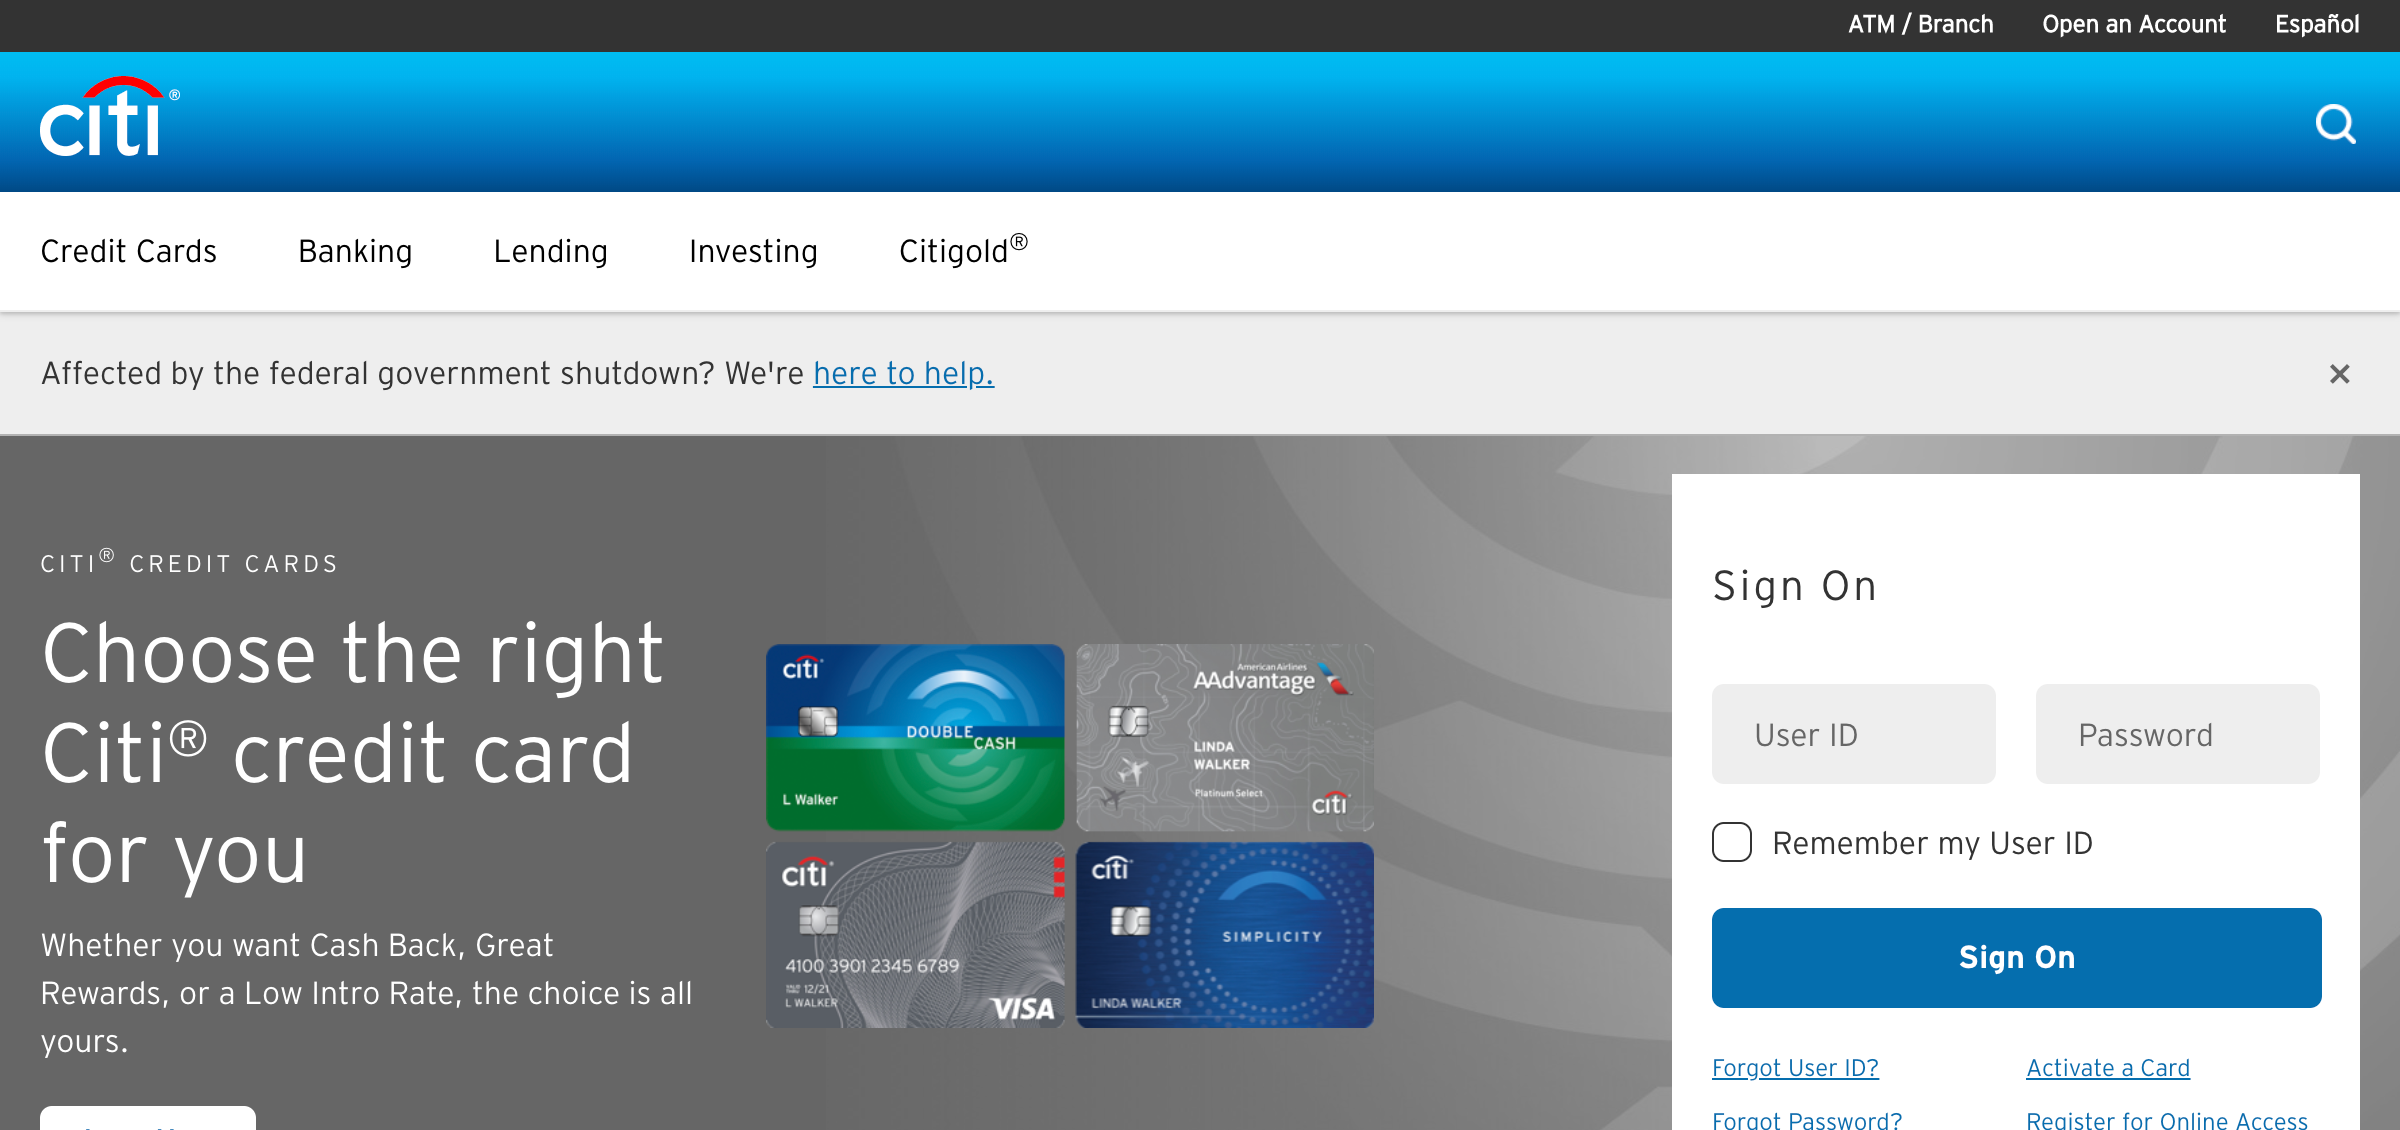 ATM / Branch
Open an Account
Español
citi®
Credit Cards
Banking
Lending
Investing
Citigold®
Affected by the federal government shutdown? We're here to help.
CITI® CREDIT CARDS
Choose the right
Citi® credit card
for you
Whether you want Cash Back, Great
Rewards, or a Low Intro Rate, the choice is all
yours.
citi
DOUBLE
CASH
L Walker
American Airlines
AAdvantage
LINDA
WALKER
Platinum Select
citi
citi
4100 3901 2345 6789
12/21
L WALKER
VISA
citi
SIMPLICITY
LINDA WALKER
Sign On
User ID
Password
Remember my User ID
Sign On
Forgot User ID?
Activate a Card
Forgot Password?
Register for Online Access